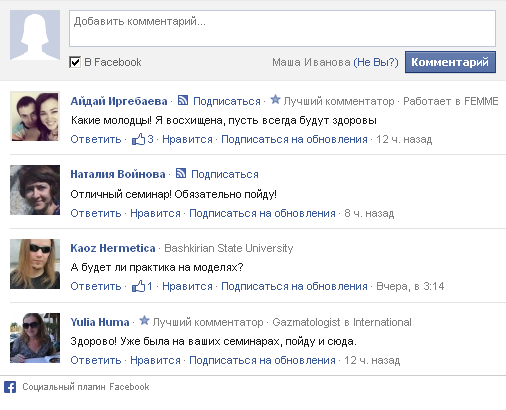 Добавить комментарий...
В Facebook
Маша Иванова (Не Вы?) Комментарий
Айдай Иргебаева · Подписаться · Лучший комментатор · Работает в FEMME
Какие молодцы! Я восхищена, пусть всегда будут здоровы
Ответить · 3 · Нравится · Подписаться на обновления · 12 ч. назад
Наталия Войнова · Подписаться
Отличный семинар! Обязательно пойду!
Ответить · Нравится · Подписаться на обновления · 8 ч. назад
Kaoz Hermetica · Bashkirian State University
А будет ли практика на моделях?
Ответить · 1 · Нравится · Подписаться на обновления · Вчера, в 3:14
Yulia Huma · Лучший комментатор · Gazmatologist в International
Здорово! Уже была на ваших семинарах, пойду и сюда.
Ответить · Нравится · Подписаться на обновления · 12 ч. назад
Социальный плагин Facebook